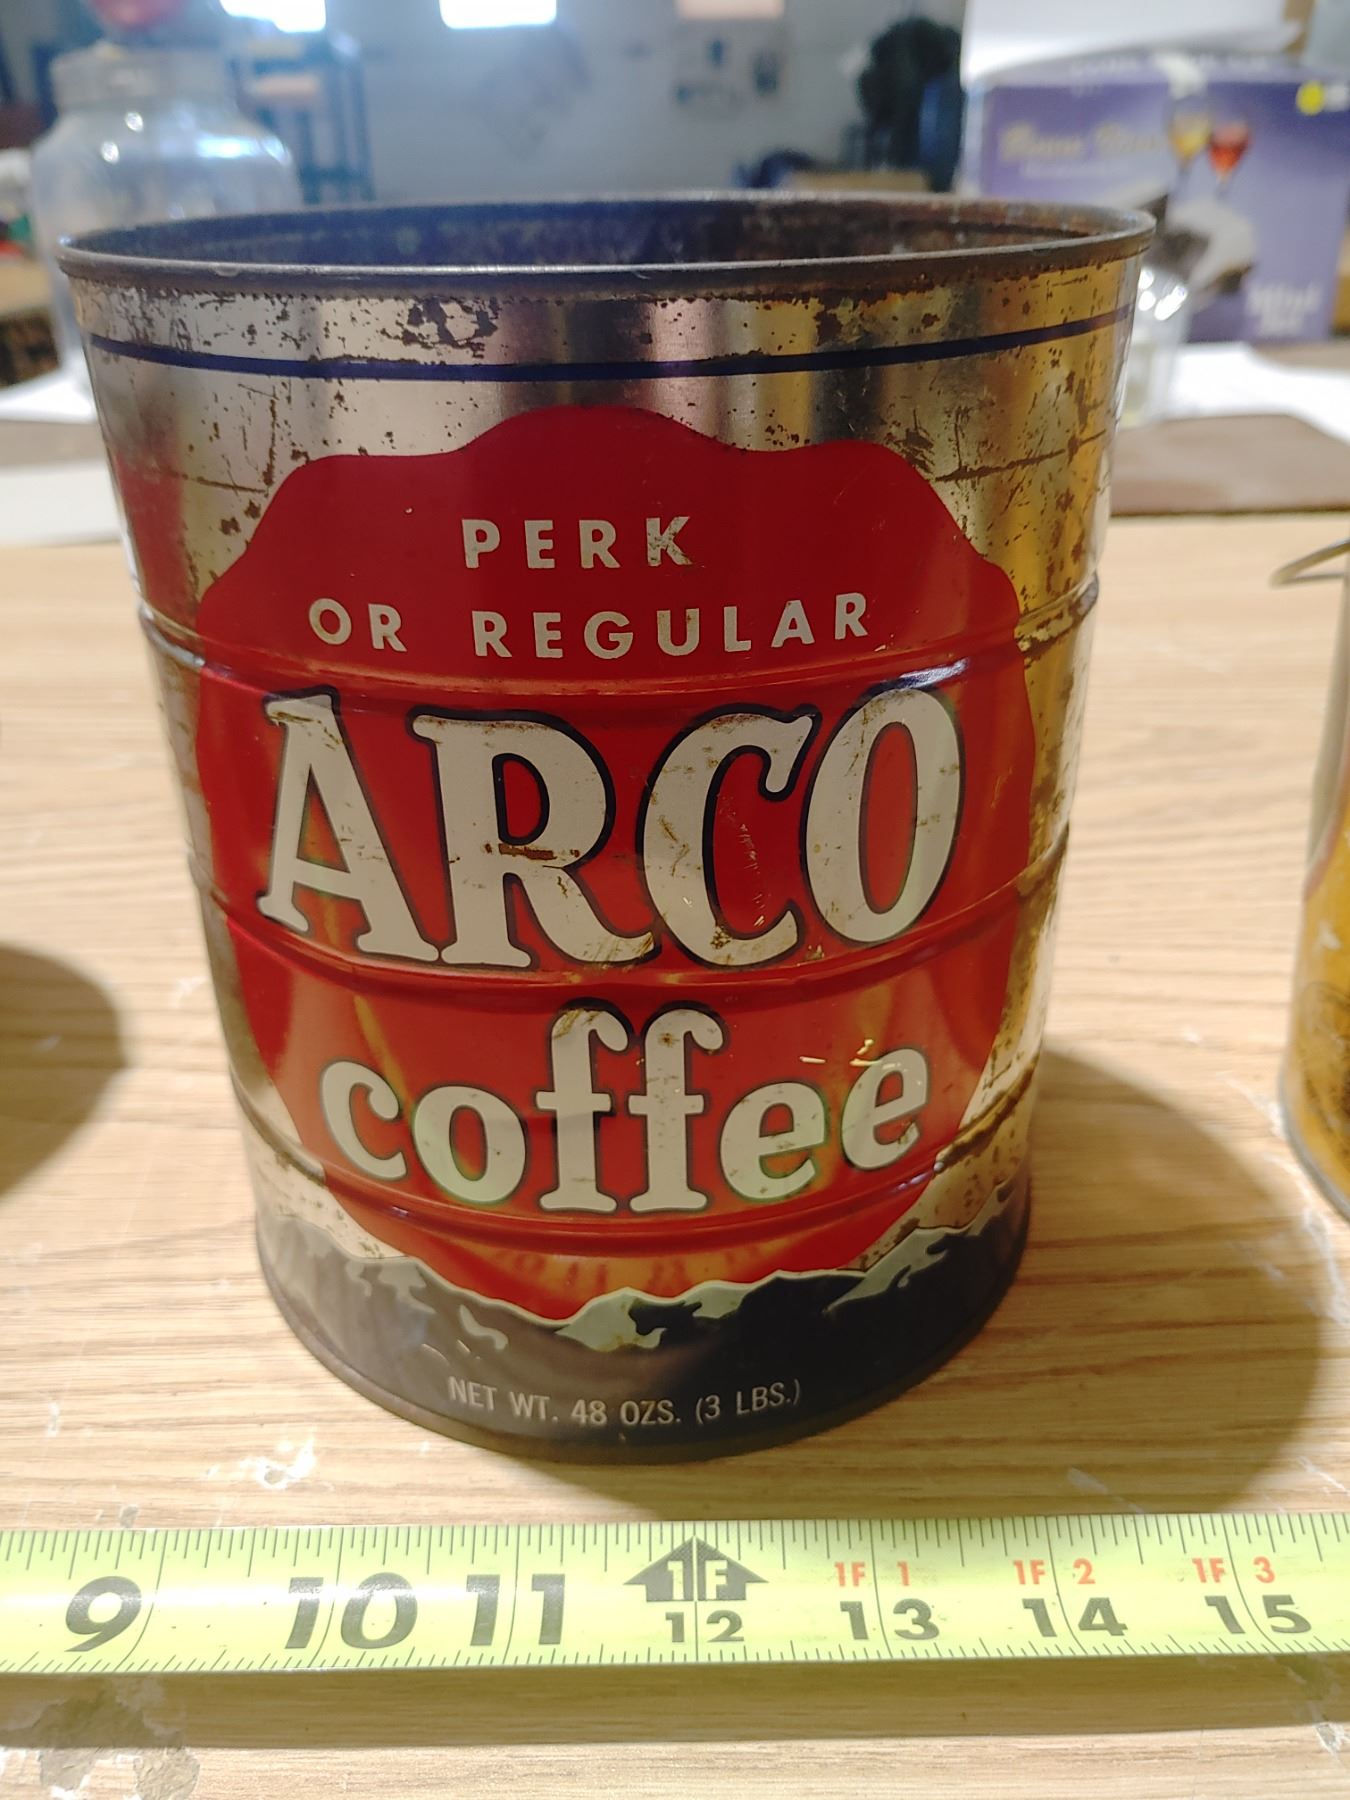 PERK
OR REGULAR
ARCO
coffee
NET WT. 48 OZS. (3 LBS.)
1F 1F 1 1F 2 1F 3
9 10 11 12 13 14 15